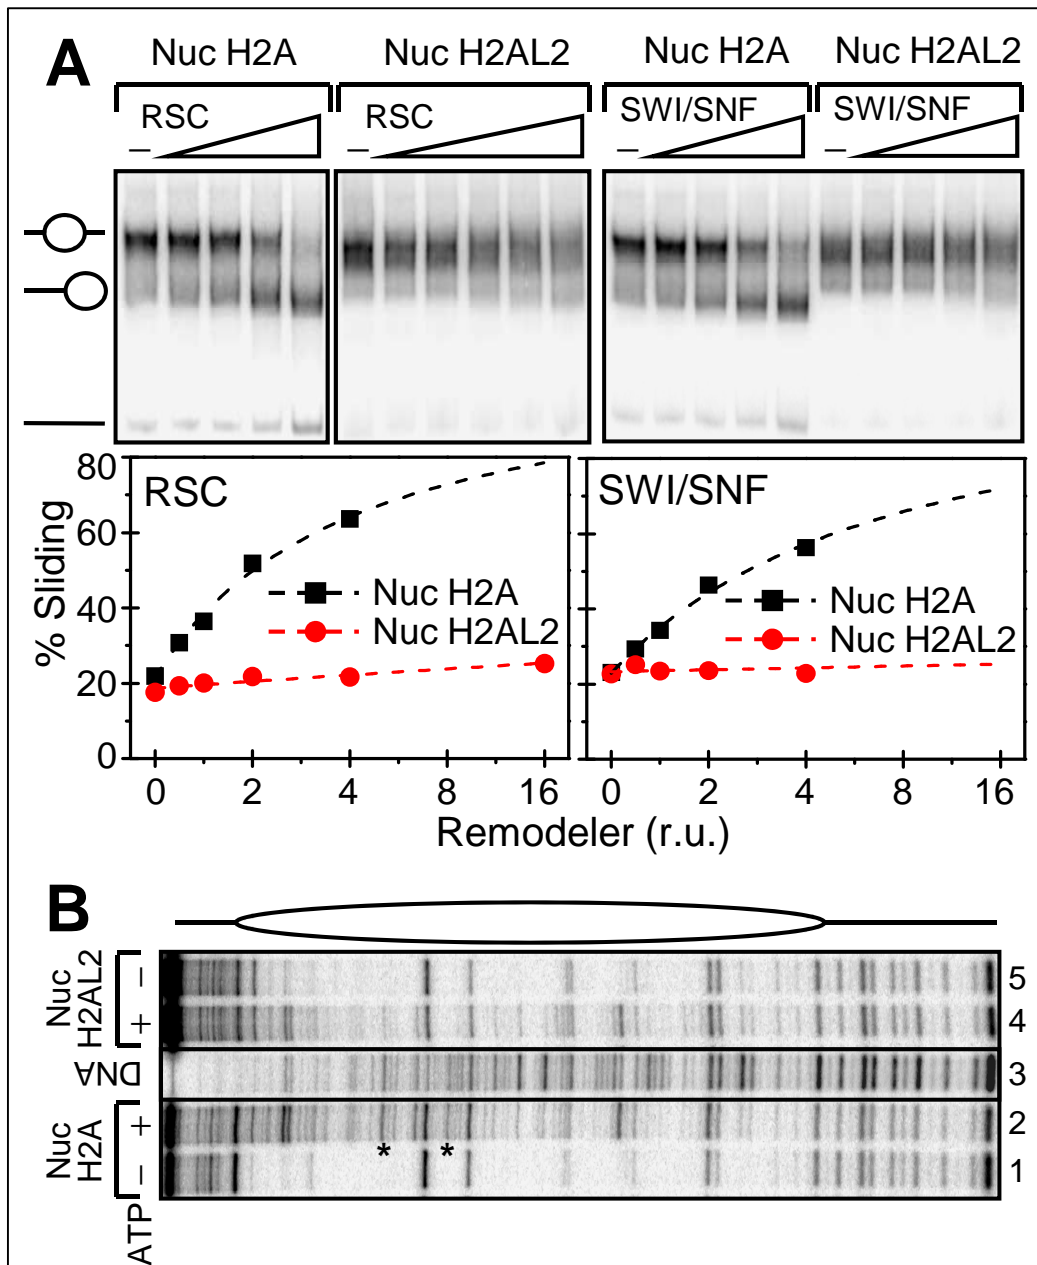 A
Nuc H2A
Nuc H2AL2
Nuc H2A
Nuc H2AL2
RSC
RSC
SWI/SNF
SWI/SNF
–
–
–
–
80
60
40
20
0
% Sliding
RSC
Nuc H2A
Nuc H2AL2
SWI/SNF
Nuc H2A
Nuc H2AL2
0 2 4 8 16
0 2 4 8 16
Remodeler (r.u.)
B
Nuc H2AL2
–
5
+
4
DNA
3
Nuc H2A
+
2
* *
–
1
ATP